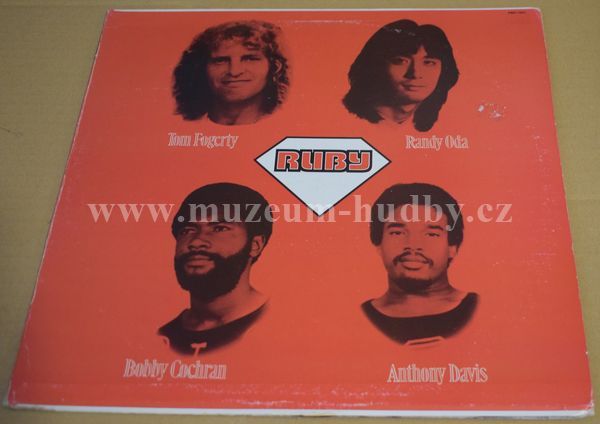 Tom Fogerty
Randy Oda
RUBY
www.muzeum-hudby.cz
Bobby Cochran
Anthony Davis